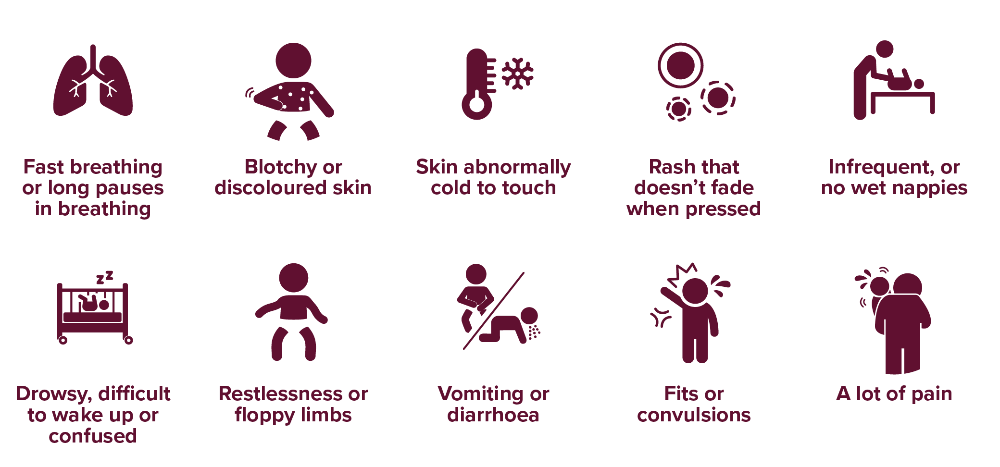 Fast breathing
or long pauses
in breathing
Blotchy or
discoloured skin
Skin abnormally
cold to touch
Rash that
doesn’t fade
when pressed
Infrequent, or
no wet nappies
zz
Drowsy, difficult
to wake up or
confused
Restlessness or
floppy limbs
Vomiting or
diarrhoea
Fits or
convulsions
A lot of pain